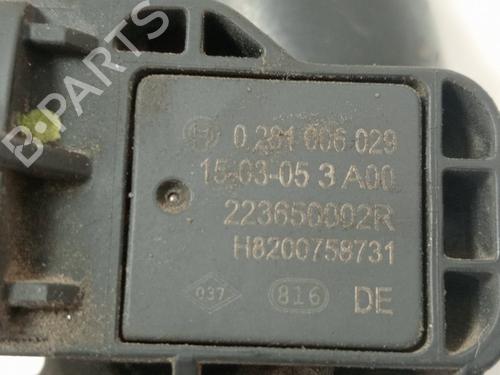 B-PARTS
0 281 006 029
15-03-05 3 A00
223650002R
H8200758731
037 816 DE